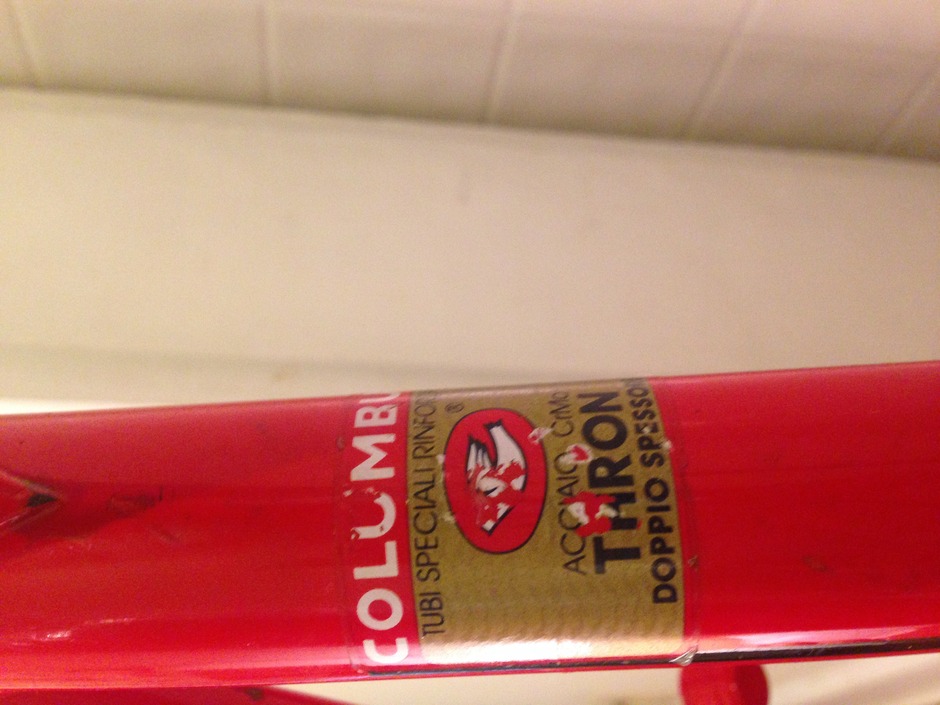 COLUMBU
TUBI SPECIALI RINFO
®
ACCIAIO CrMo
THRON
DOPPIO SPESSO